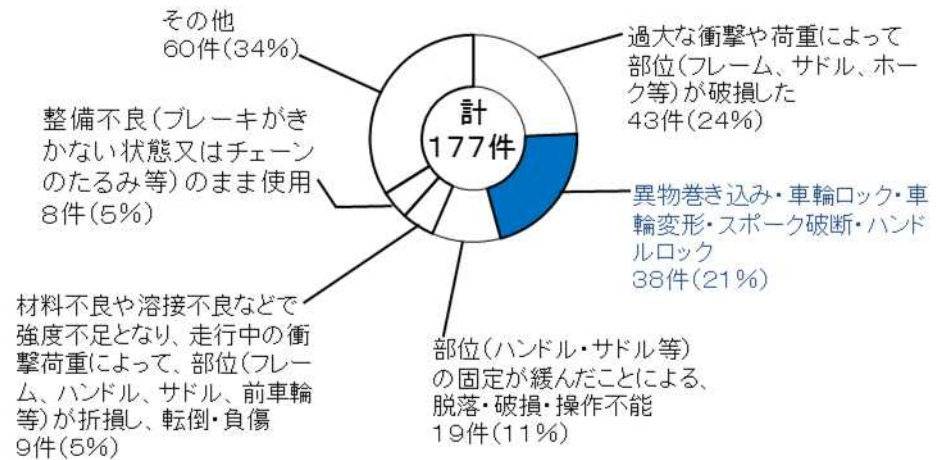 その他
60件(34%)
過大な衝撃や荷重によって
部位(フレーム、サドル、ホー
ク等)が破損した
43件(24%)
計
177件
整備不良(ブレーキがき
かない状態又はチェーン
のたるみ等)のまま使用
8件(5%)
異物巻き込み・車輪ロック・車
輪変形・スポーク破断・ハンド
ルロック
38件(21%)
材料不良や溶接不良などで
強度不足となり、走行中の衝
撃荷重によって、部位(フレー
ム、ハンドル、サドル、前車輪
等)が折損し、転倒・負傷
9件(5%)
部位(ハンドル・サドル等)
の固定が緩んだことによる、
脱落・破損・操作不能
19件(11%)